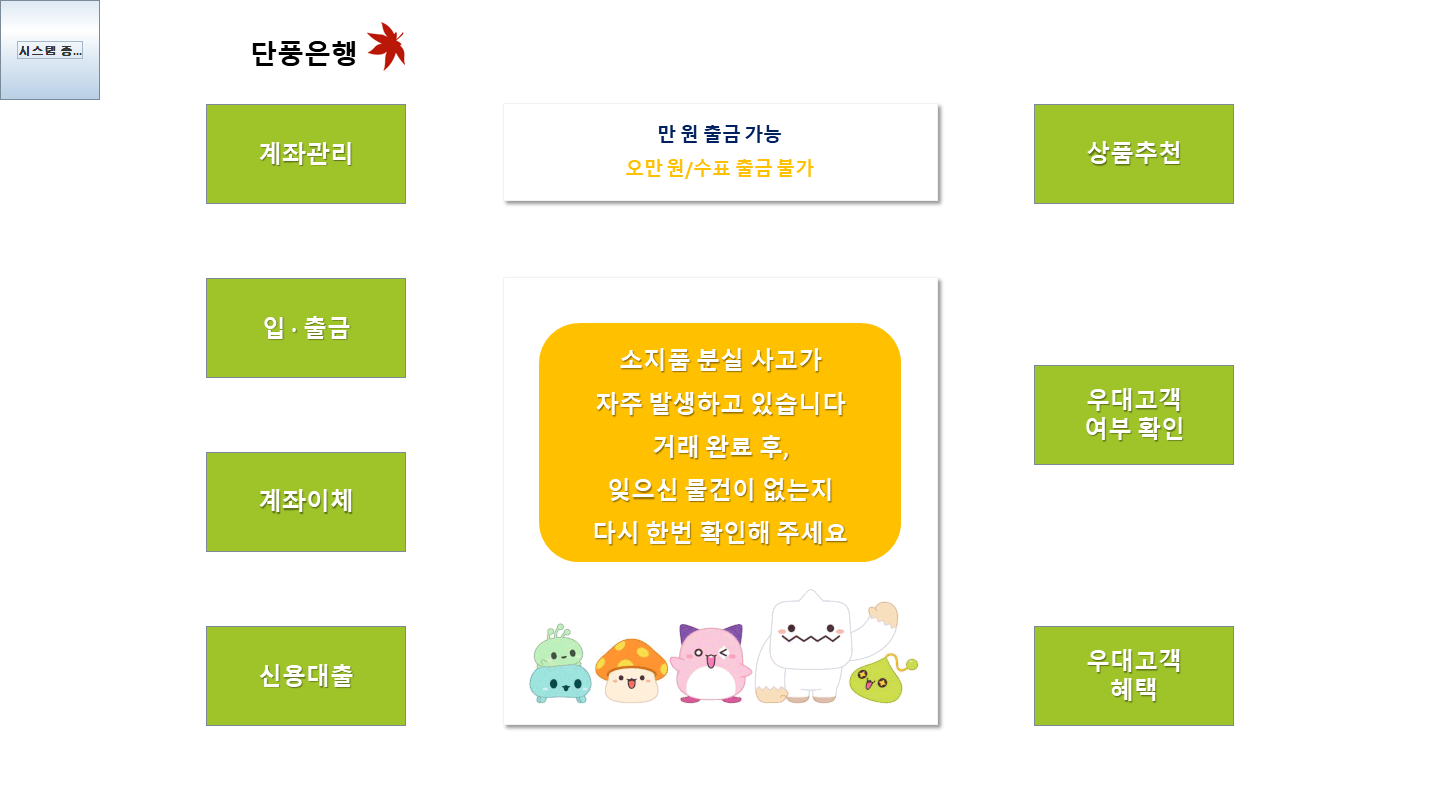 시스템 종...
단풍은행
계좌관리
만 원 출금 가능
오만 원/수표 출금 불가
상품추천
입 · 출금
소지품 분실 사고가
자주 발생하고 있습니다
거래 완료 후,
잊으신 물건이 없는지
다시 한번 확인해 주세요
우대고객
여부 확인
계좌이체
신용대출
우대고객
혜택